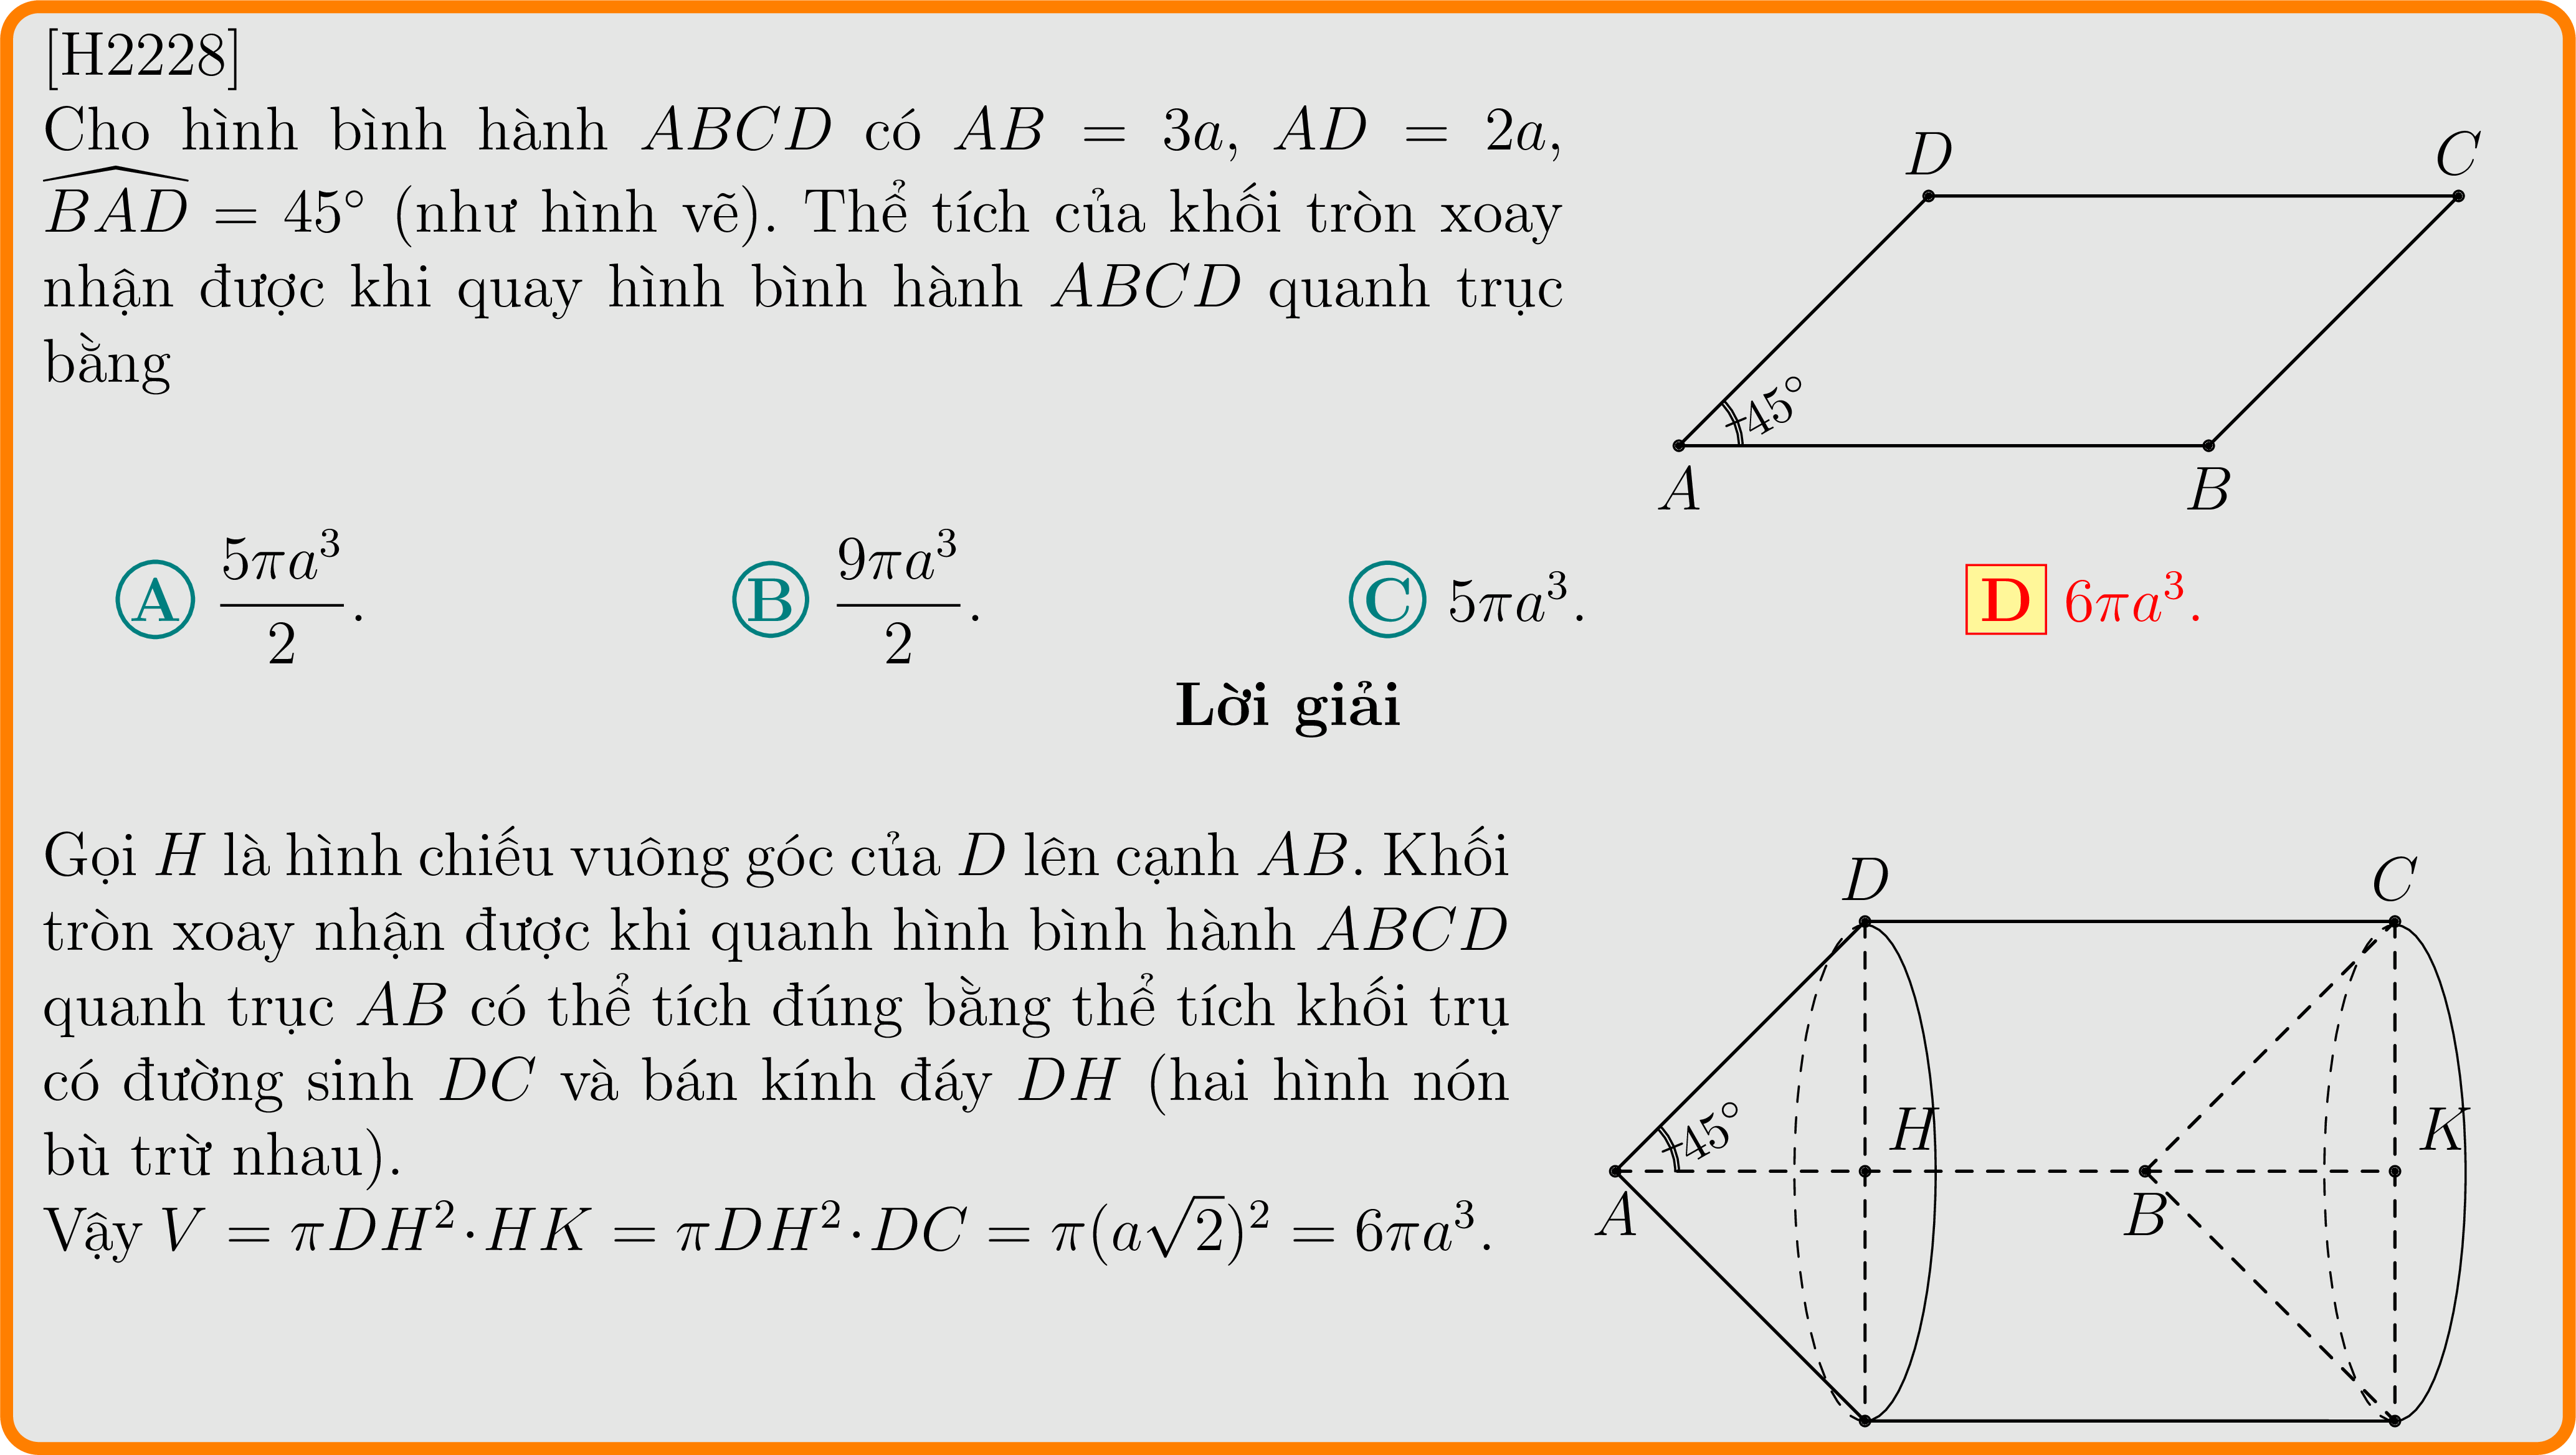 [H2228]
Cho hình bình hành $ABCD$ có $AB = 3a$, $AD = 2a$,
$\widehat{BAD} = 45^\circ$ (như hình vẽ). Thể tích của khối tròn xoay
nhận được khi quay hình bình hành $ABCD$ quanh trục
bằng
D
C
45°
A
B
A $\dfrac{5\pi a^3}{2}$. B $\dfrac{9\pi a^3}{2}$. C $5\pi a^3$. D $6\pi a^3$.
Lời giải
Gọi $H$ là hình chiếu vuông góc của $D$ lên cạnh $AB$. Khối
tròn xoay nhận được khi quanh hình bình hành $ABCD$
quanh trục $AB$ có thể tích đúng bằng thể tích khối trụ
có đường sinh $DC$ và bán kính đáy $DH$ (hai hình nón
bù trừ nhau).
Vậy $V = \pi DH^2 \cdot HK = \pi DH^2 \cdot DC = \pi(a\sqrt{2})^2 = 6\pi a^3$.
D
C
45°
H
K
A
B